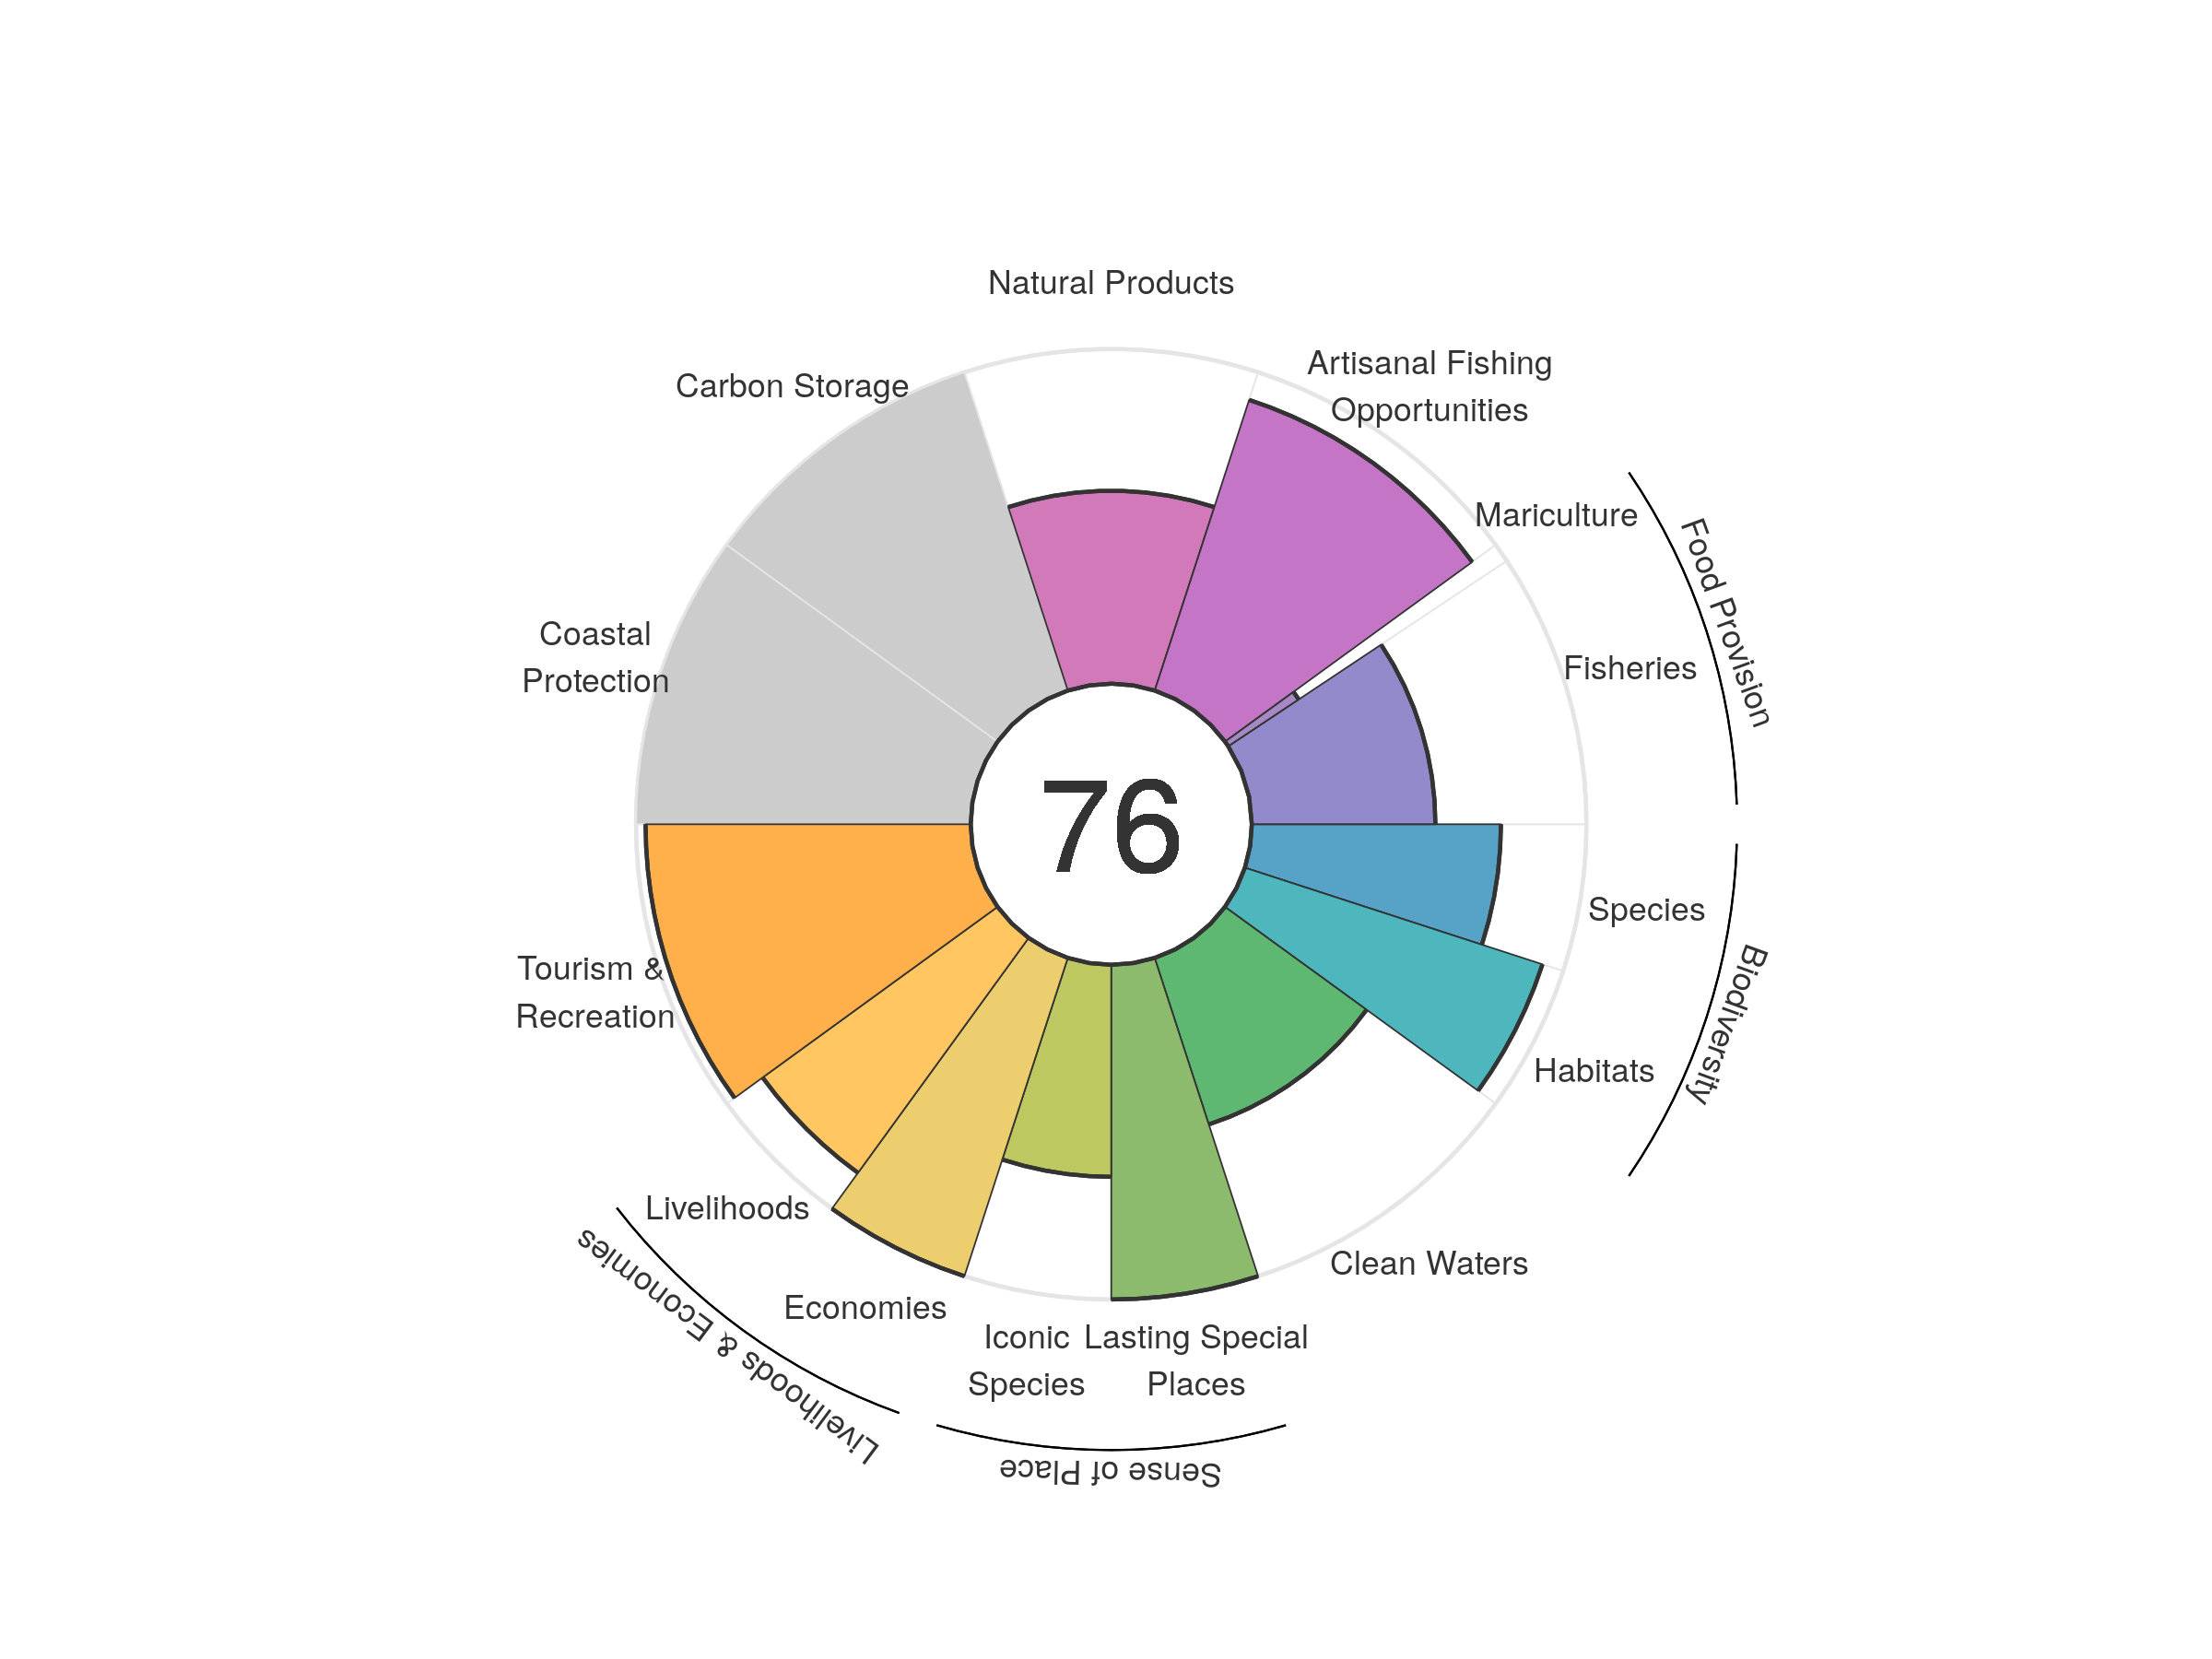 Natural Products
Artisanal Fishing
Opportunities
Carbon Storage
Mariculture
Food Provision
Coastal
Protection
Fisheries
76
Species
Biodiversity
Tourism &
Recreation
Habitats
Livelihoods
Livelihoods & Economies
Clean Waters
Economies
Iconic
Species
Lasting Special
Places
Sense of Place